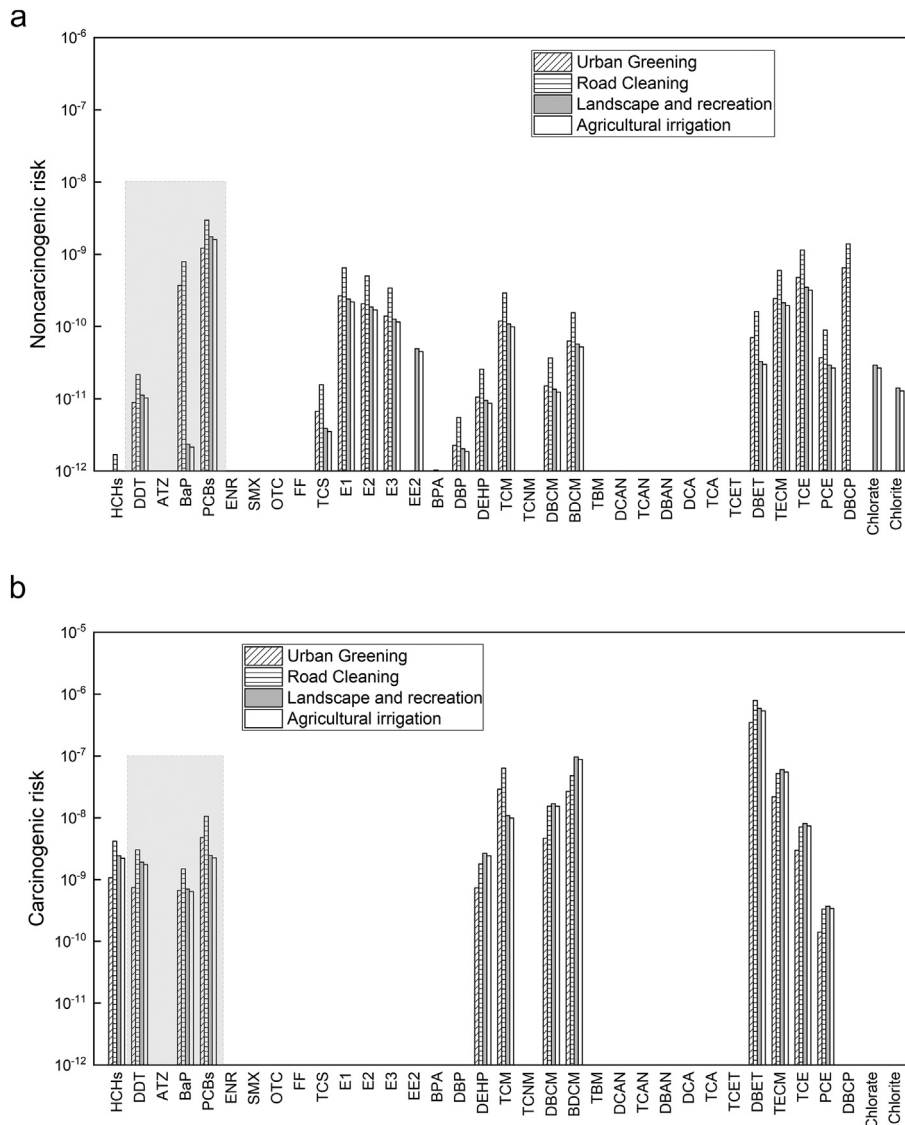 a
10⁻⁶
10⁻⁷
10⁻⁸
10⁻⁹
10⁻¹⁰
10⁻¹¹
10⁻¹²
Noncarcinogenic risk
Urban Greening
Road Cleaning
Landscape and recreation
Agricultural irrigation
HCHs DDT ATZ BaP PCBs ENR SMX OTC FF TCS E1 E2 E3 EE2 BPA DBP DEHP TCM TCNM DBCM BDCM TBM DCAN TCAN DBAN DCA TCA TCET DBET TECM TCE PCE DBCP Chlorate Chlorite
b
10⁻⁵
10⁻⁶
10⁻⁷
10⁻⁸
10⁻⁹
10⁻¹⁰
10⁻¹¹
10⁻¹²
Carcinogenic risk
Urban Greening
Road Cleaning
Landscape and recreation
Agricultural irrigation
HCHs DDT ATZ BaP PCBs ENR SMX OTC FF TCS E1 E2 E3 EE2 BPA DBP DEHP TCM TCNM DBCM BDCM TBM DCAN TCAN DBAN DCA TCA TCET DBET TECM TCE PCE DBCP Chlorate Chlorite